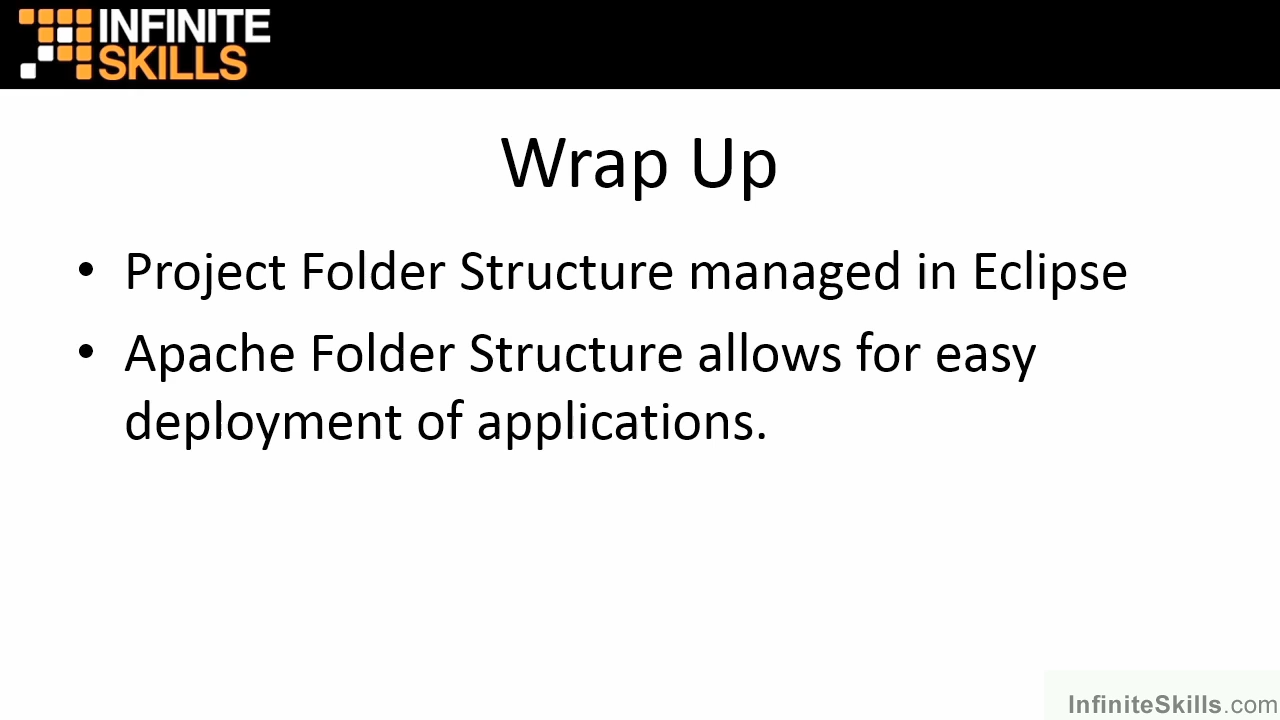 INFINITE
SKILLS
Wrap Up
• Project Folder Structure managed in Eclipse
• Apache Folder Structure allows for easy
deployment of applications.
InfiniteSkills.com